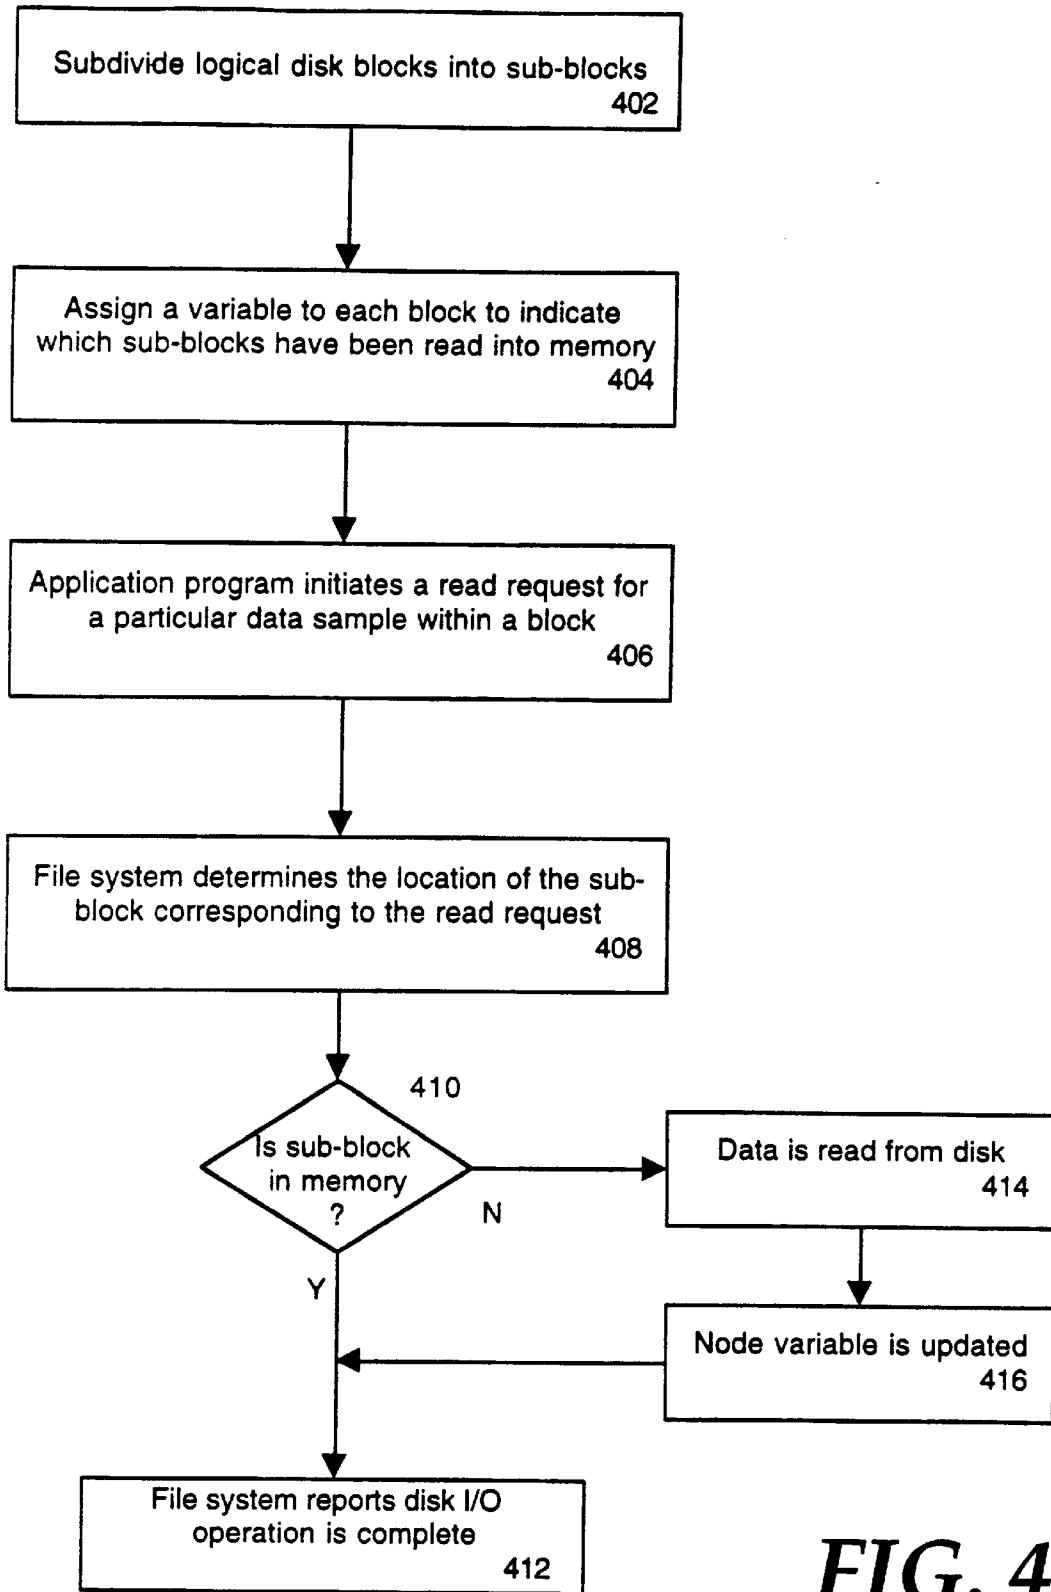 Subdivide logical disk blocks into sub-blocks
402
Assign a variable to each block to indicate
which sub-blocks have been read into memory
404
Application program initiates a read request for
a particular data sample within a block
406
File system determines the location of the sub-
block corresponding to the read request
408
410
Is sub-block
in memory
?
N
Y
Data is read from disk
414
Node variable is updated
416
File system reports disk I/O
operation is complete
412
FIG. 4